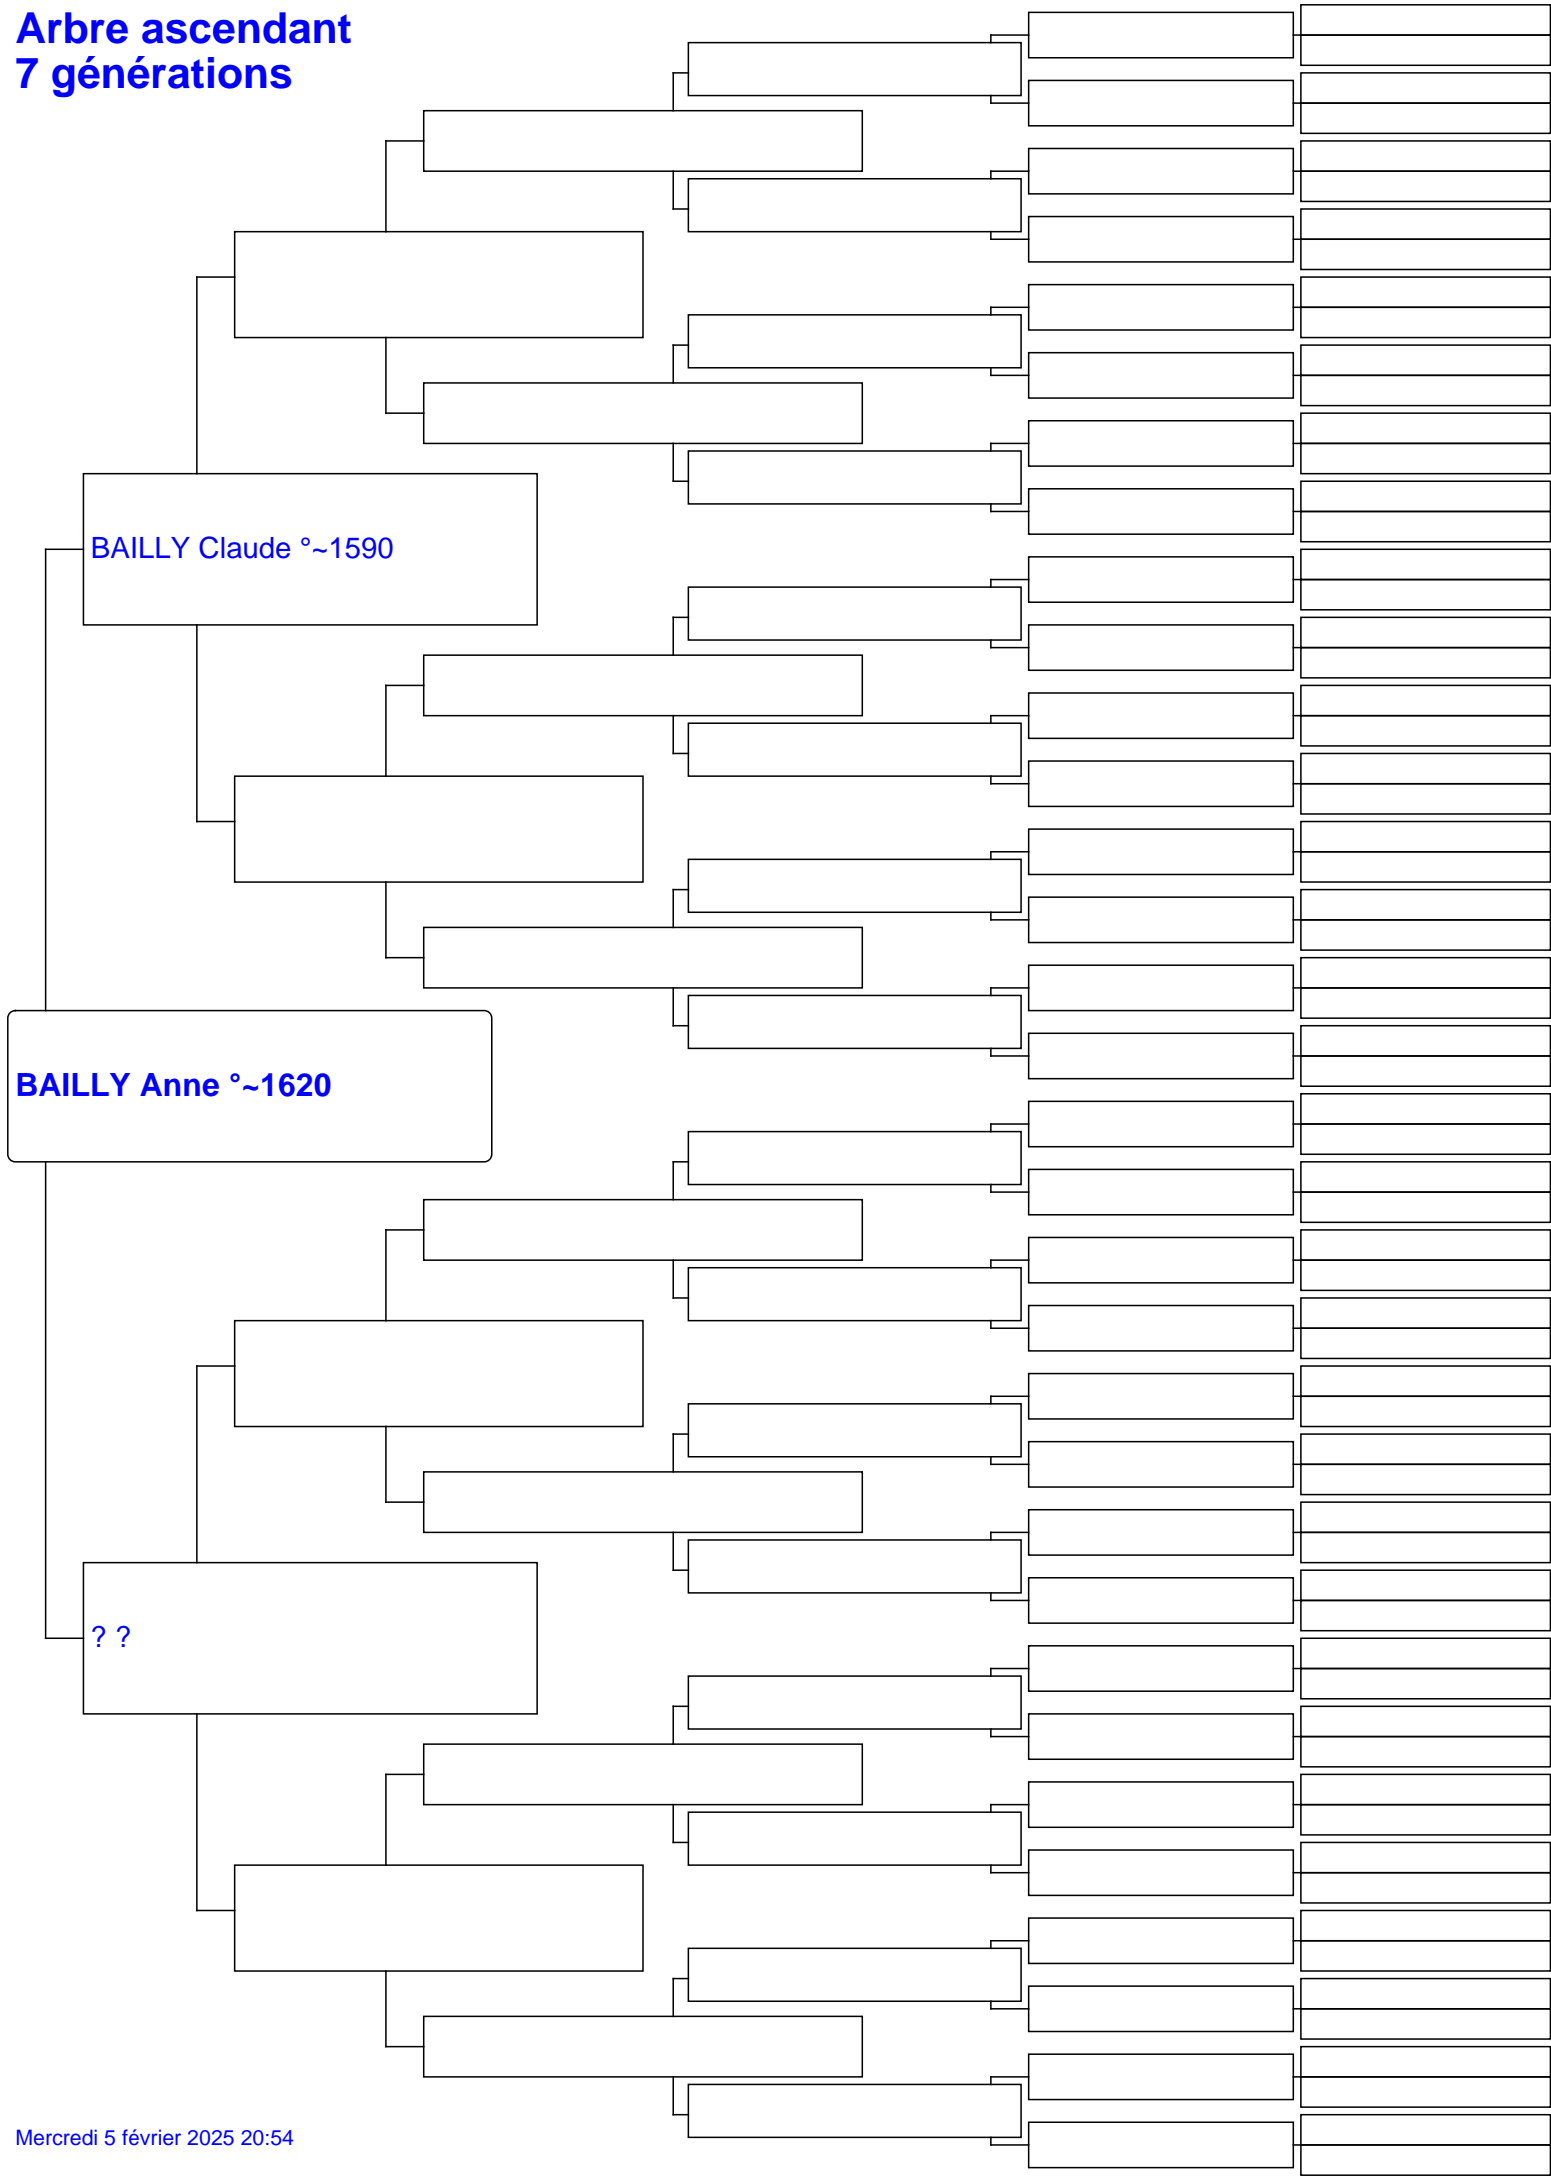 Arbre ascendant
7 générations
BAILLY Claude °~1590
BAILLY Anne °~1620
? ?
Mercredi 5 février 2025 20:54